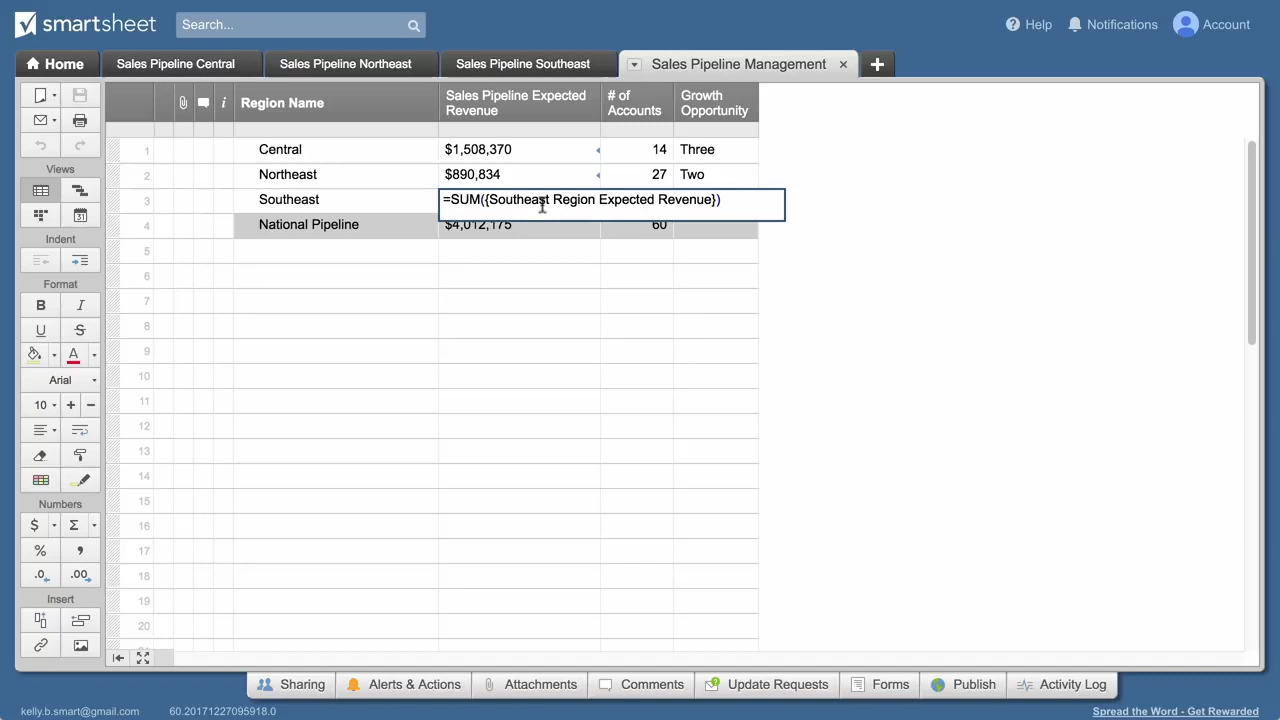 smartsheet
Search...
Help
Notifications
Account
Home
Sales Pipeline Central
Sales Pipeline Northeast
Sales Pipeline Southeast
Sales Pipeline Management
Region Name
Sales Pipeline Expected
Revenue
# of
Accounts
Growth
Opportunity
1 Central $1,508,370 14 Three
2 Northeast $890,834 27 Two
3 Southeast =SUM({Southeast Region Expected Revenue})
4 National Pipeline $4,012,175 60
5
6
7
8
9
10
11
12
13
14
15
16
17
18
19
20
Views
Indent
Format
B I
U S
A
Arial
10
Numbers
$ Σ
% ,
.0 .00
Insert
Sharing
Alerts & Actions
Attachments
Comments
Update Requests
Forms
Publish
Activity Log
kelly.b.smart@gmail.com
60.20171227095918.0
Spread the Word - Get Rewarded